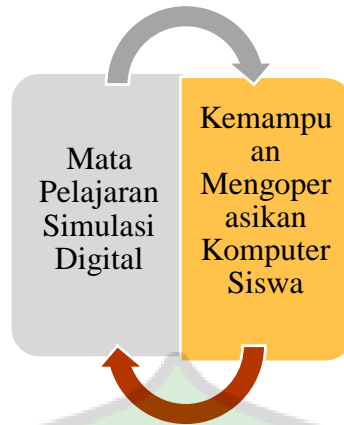 Mata
Pelajaran
Simulasi
Digital
Kemampu
an
Mengoper
asikan
Komputer
Siswa